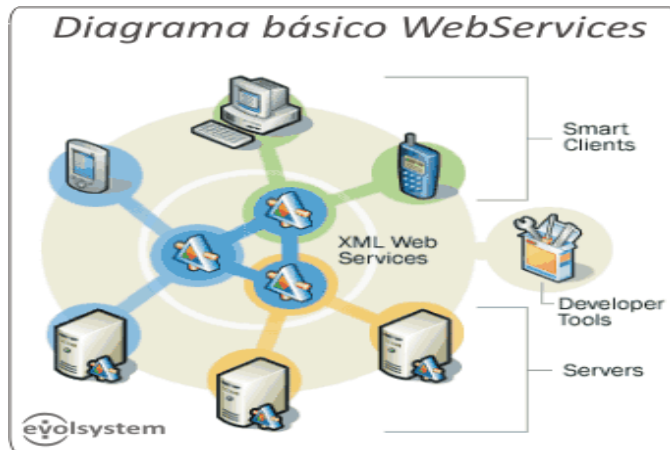 Diagrama básico WebServices
Smart
Clients
XML Web
Services
Developer
Tools
Servers
evolsystem